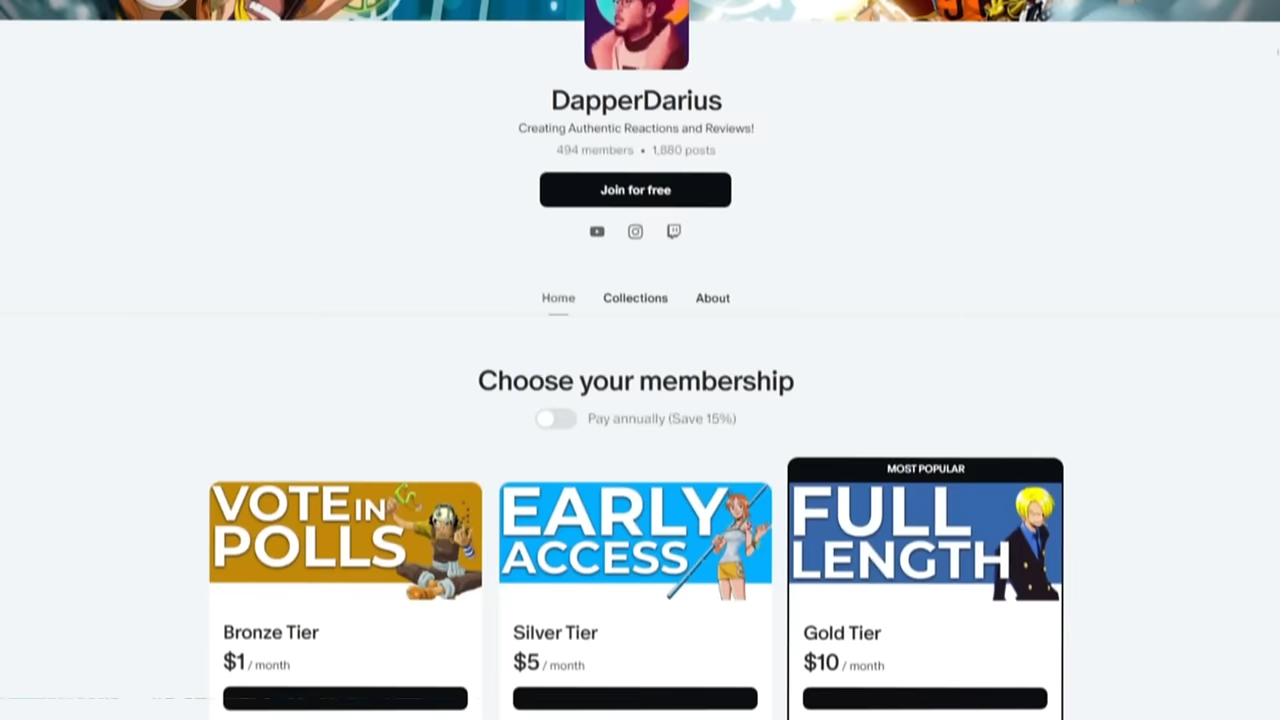 DapperDarius
Creating Authentic Reactions and Reviews!
494 members • 1,880 posts
Join for free
Home Collections About
Choose your membership
Pay annually (Save 15%)
MOST POPULAR
VOTE IN
POLLS
EARLY
ACCESS
FULL
LENGTH
Bronze Tier
$1 / month
Silver Tier
$5 / month
Gold Tier
$10 / month